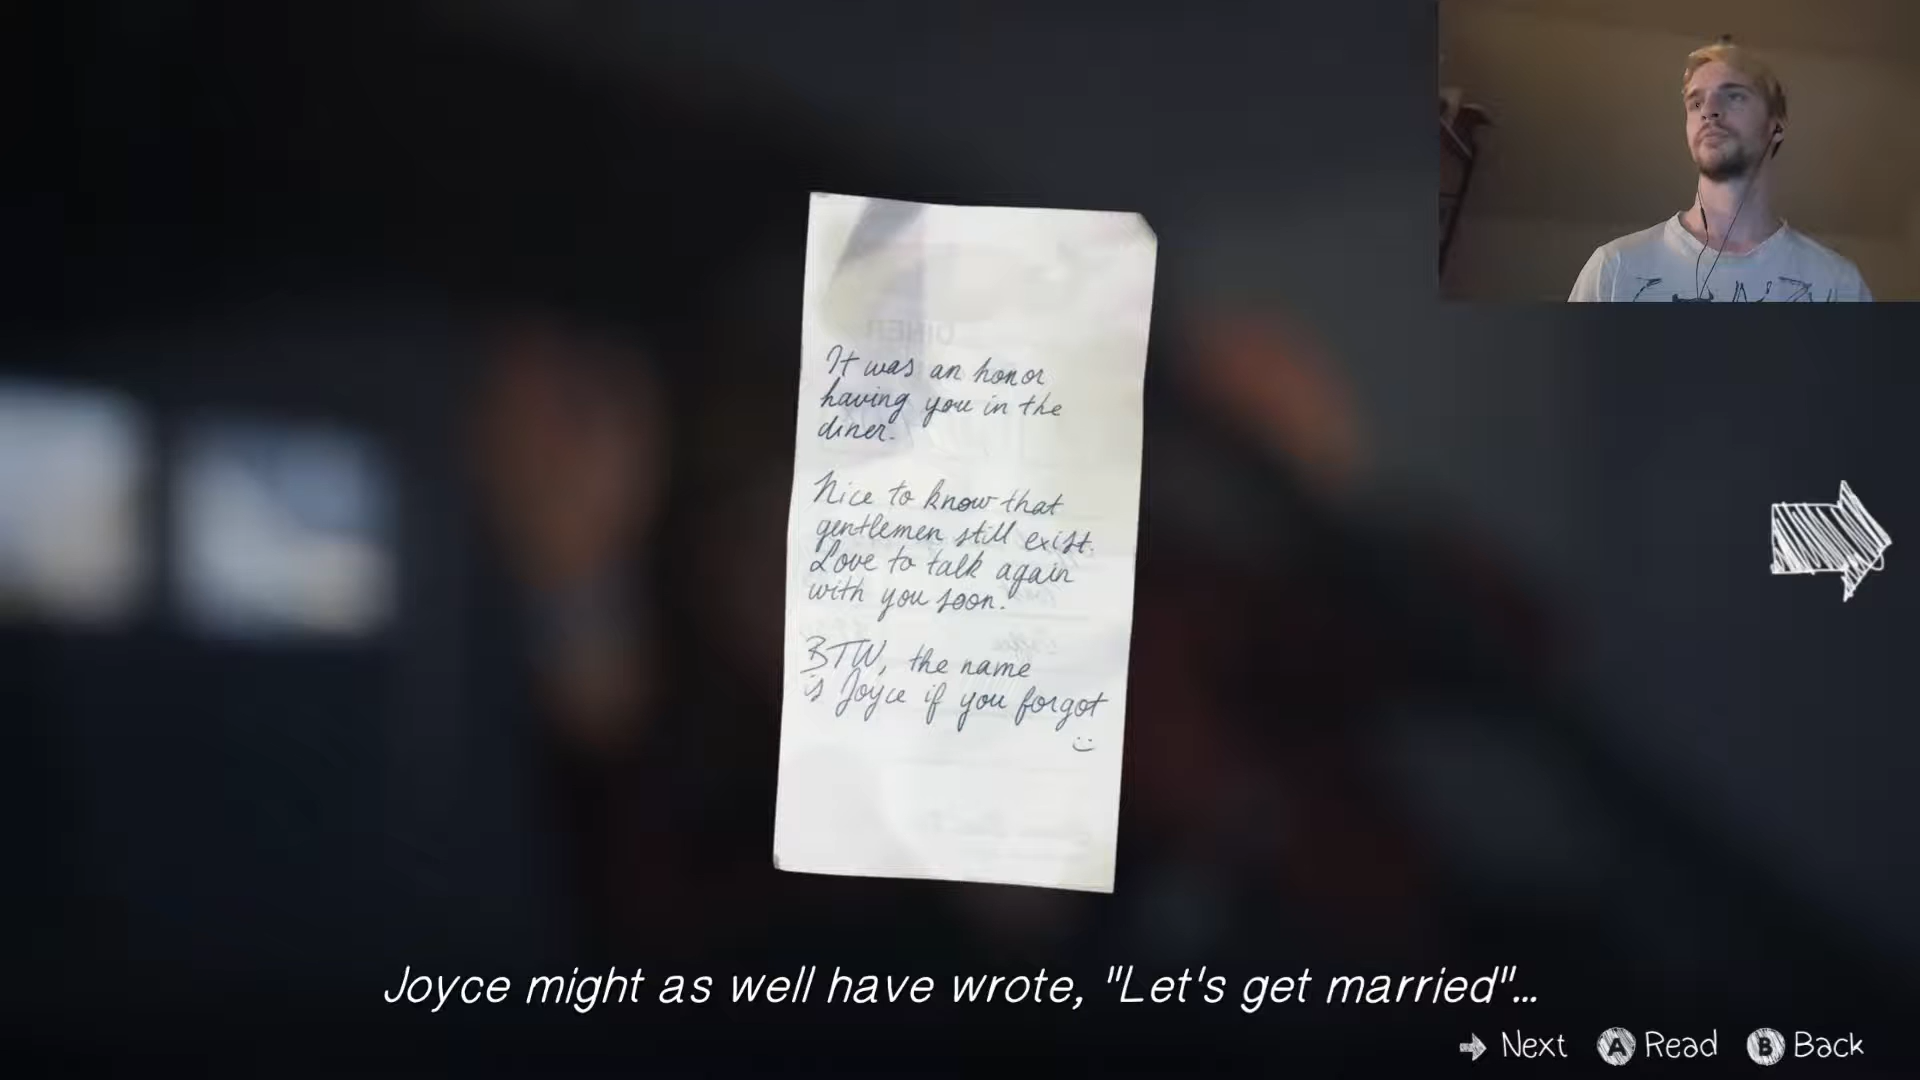 It was an honor
having you in the
diner.
Nice to know that
gentlemen still exist.
Love to talk again
with you soon.
BTW, the name
is Joyce if you forgot
Joyce might as well have wrote, "Let's get married"...
Next A Read B Back